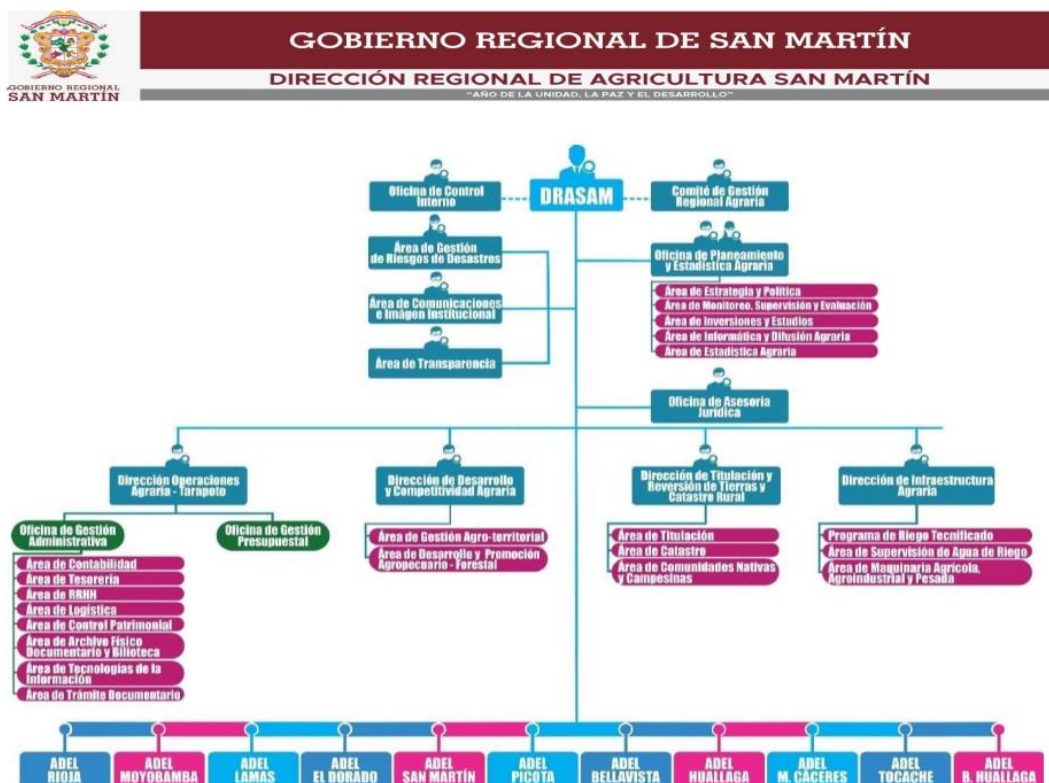 GOBIERNO REGIONAL
SAN MARTÍN
GOBIERNO REGIONAL DE SAN MARTÍN
DIRECCIÓN REGIONAL DE AGRICULTURA SAN MARTÍN
"AÑO DE LA UNIDAD, LA PAZ Y EL DESARROLLO"
DRASAM
Oficina de Control
Interno
Comité de Gestión
Regional Agraria
Área de Gestión
de Riesgos de Desastres
Área de Comunicaciones
e Imágen Institucional
Área de Transparencia
Oficina de Planeamiento
y Estadística Agraria
Área de Estrategia y Política
Área de Monitoreo, Supervisión y Evaluación
Área de Inversiones y Estudios
Área de Informática y Difusión Agraria
Área de Estadística Agraria
Oficina de Asesoría
Jurídica
Dirección Operaciones
Agraria - Tarapoto
Oficina de Gestión
Administrativa
Oficina de Gestión
Presupuestal
Área de Contabilidad
Área de Tesorería
Área de RRHH
Área de Logística
Área de Control Patrimonial
Área de Archivo Físico
Documentario y Bilioteca
Área de Tecnologías de la
Información
Área de Trámite Documentario
Dirección de Desarrollo
y Competitividad Agraria
Área de Gestión Agro-territorial
Área de Desarrollo y Promoción
Agropecuario - Forestal
Dirección de Titulación y
Reversión de Tierras y
Catastro Rural
Área de Titulación
Área de Catastro
Área de Comunidades Nativas
y Campesinas
Dirección de Infraestructura
Agraria
Programa de Riego Tecnificado
Área de Supervisión de Agua de Riego
Área de Maquinaria Agrícola,
Agroindustrial y Pesada
ADEL
RIOJA
ADEL
MOYOBAMBA
ADEL
LAMAS
ADEL
EL DORADO
ADEL
SAN MARTÍN
ADEL
PICOTA
ADEL
BELLAVISTA
ADEL
HUALLAGA
ADEL
M. CÁCERES
ADEL
TOCACHE
ADEL
B. HUALLAGA